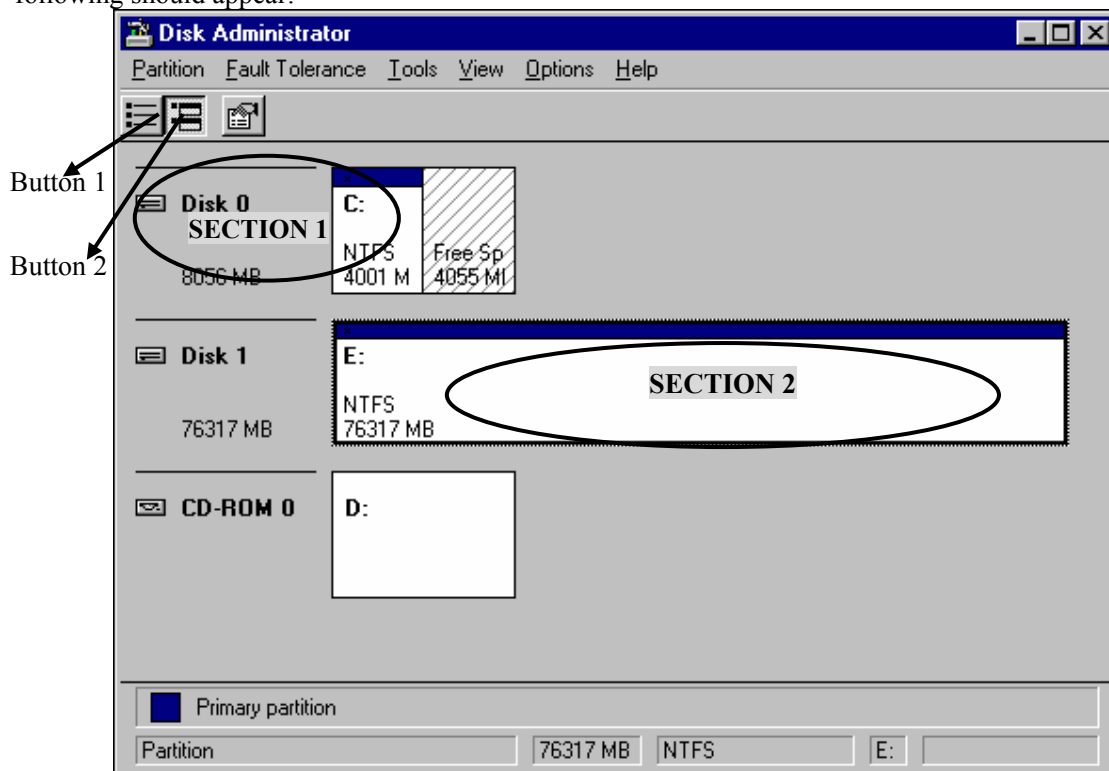 following should appear:
Disk Administrator
Partition Fault Tolerance Tools View Options Help
Button 1
Button 2
Disk 0
SECTION 1
8056 MB
C:
NTFS
4001 M
Free Sp
4055 MI
Disk 1
76317 MB
E:
NTFS
76317 MB
SECTION 2
CD-ROM 0
D:
Primary partition
Partition 76317 MB NTFS E: